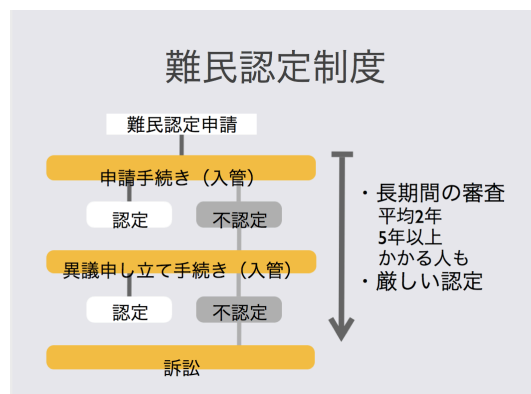 難民認定制度
難民認定申請
申請手続き（入管）
認定
不認定
異議申し立て手続き（入管）
認定
不認定
訴訟
・長期間の審査
平均2年
5年以上
かかる人も
・厳しい認定